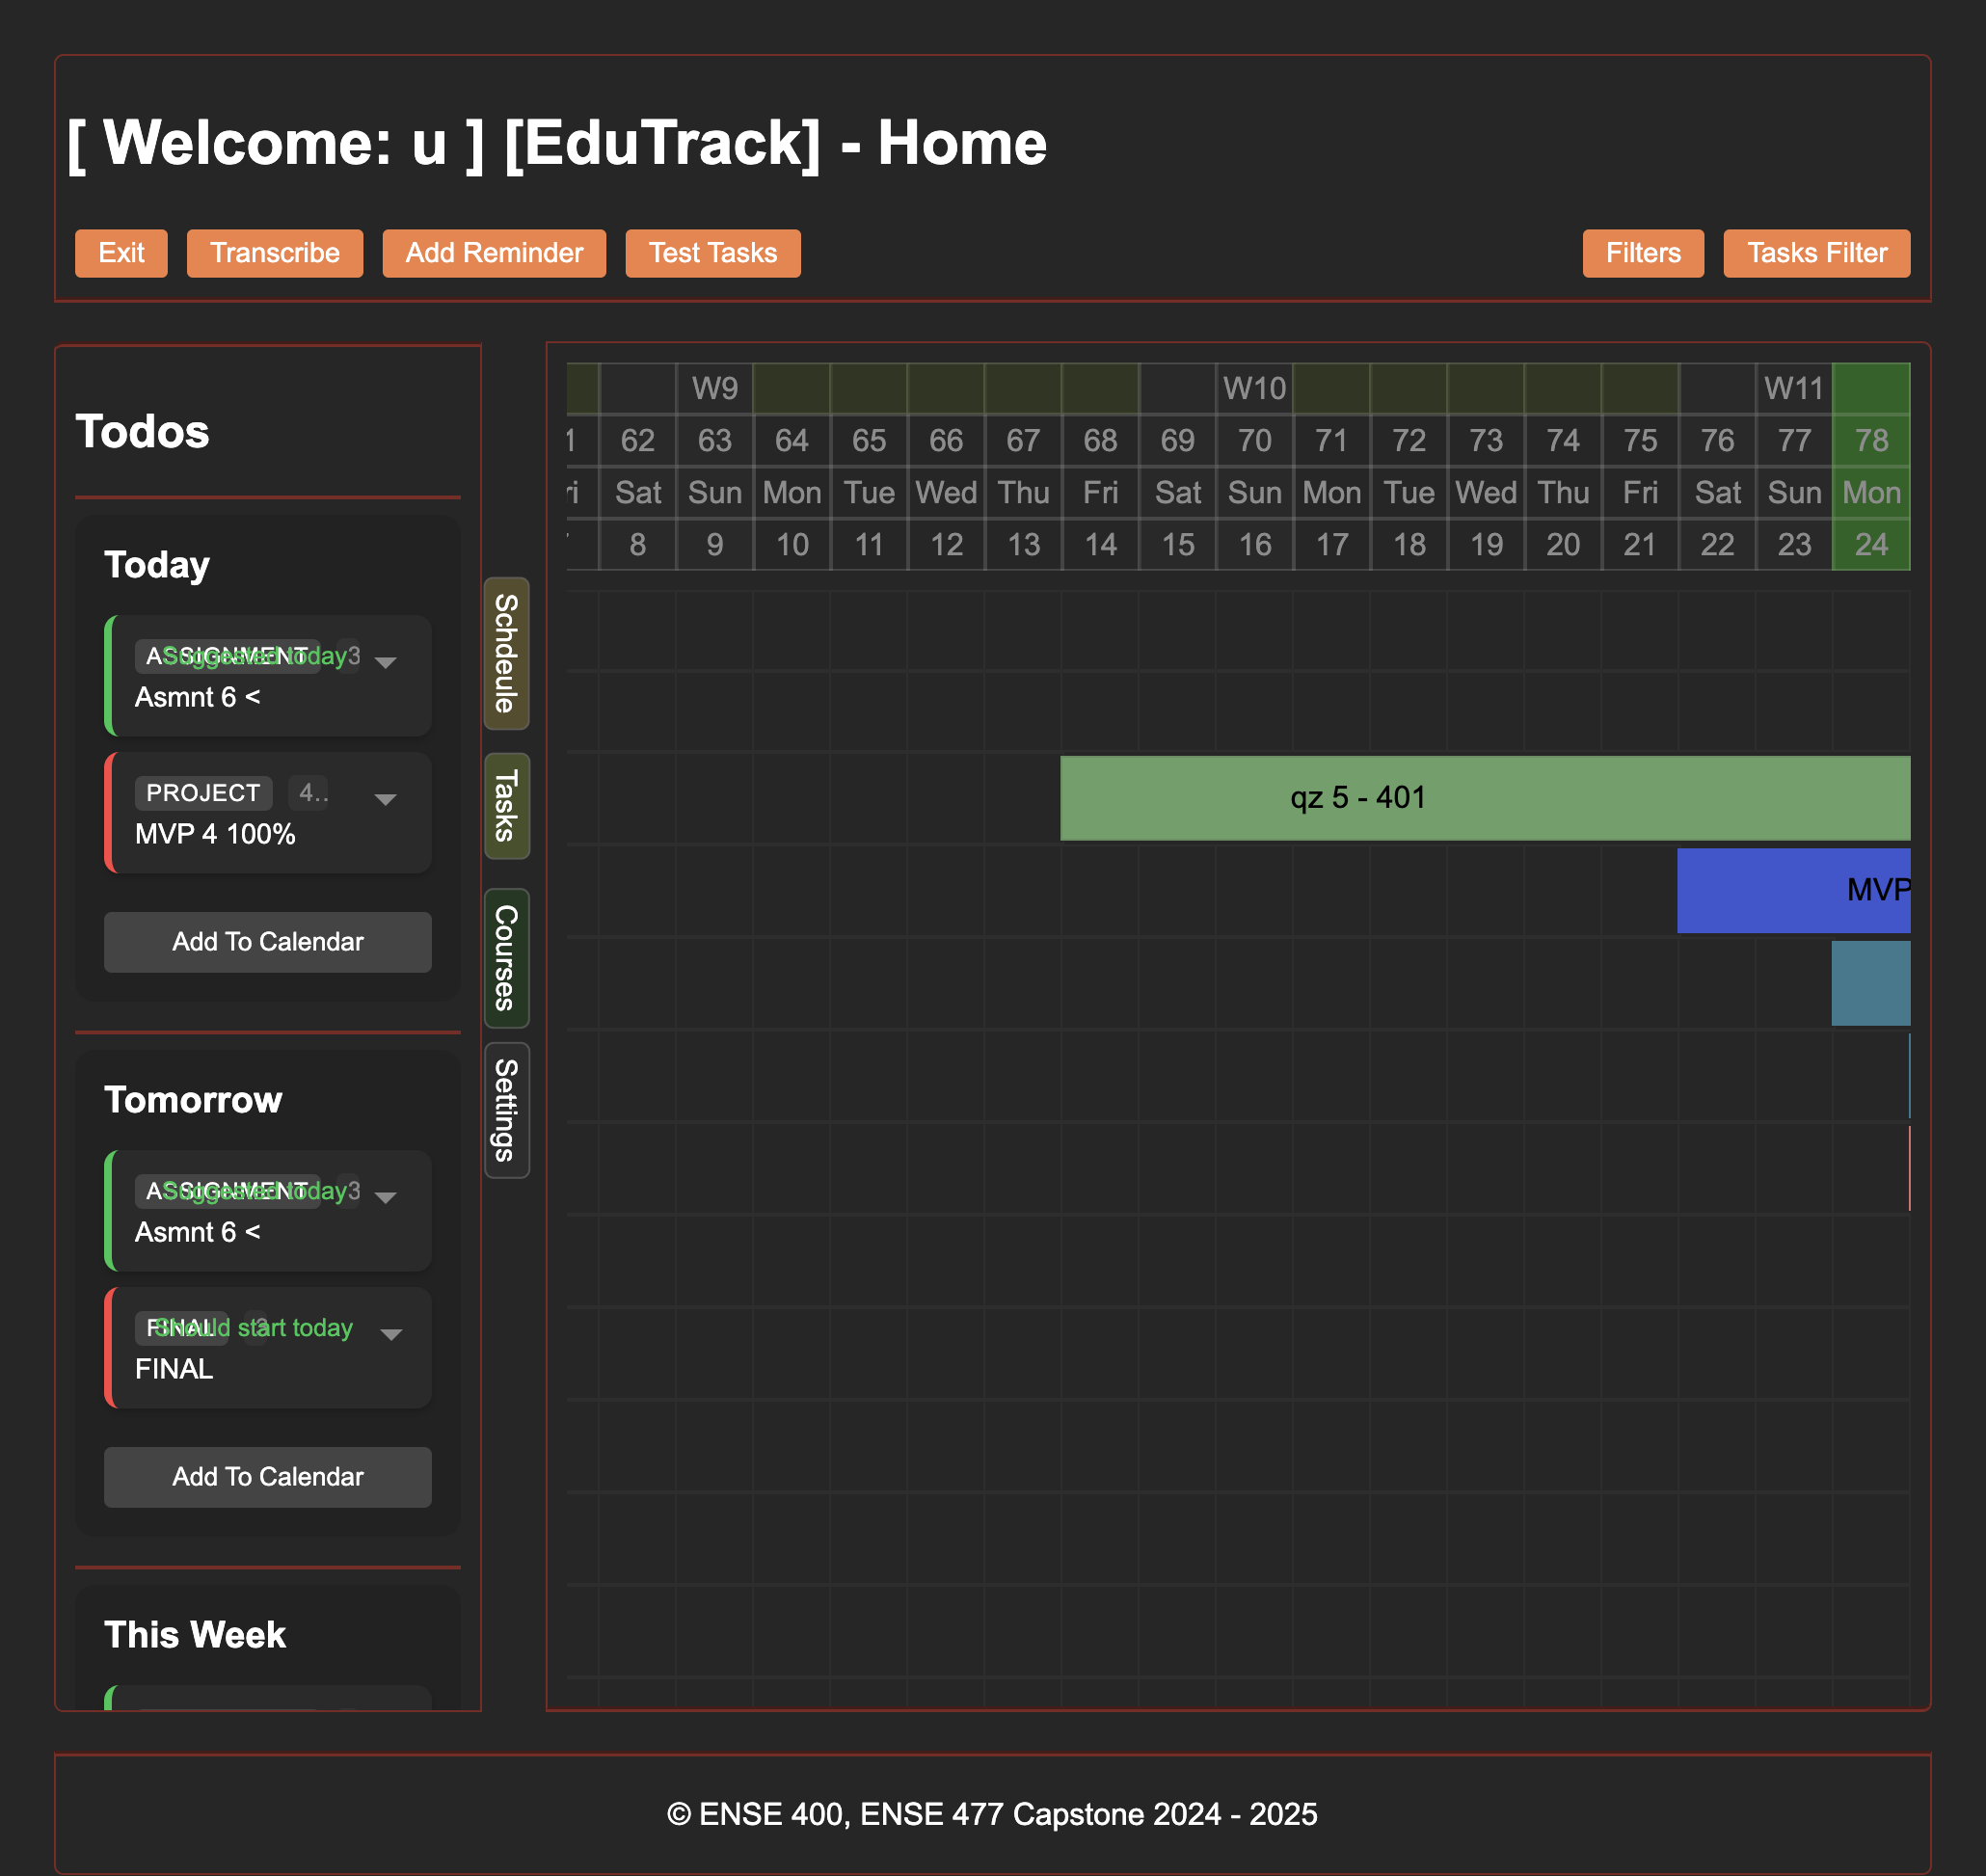 [ Welcome: u ] [EduTrack] - Home
Exit Transcribe Add Reminder Test Tasks Filters Tasks Filter
Todos
Today
ASSIGNMENT Suggested today 3
Asmnt 6 <
PROJECT 4..
MVP 4 100%
Add To Calendar
Tomorrow
ASSIGNMENT Suggested today 3
Asmnt 6 <
FINAL Should start today
FINAL
Add To Calendar
This Week
Schdeule
Tasks
Courses
Settings
W9 W10 W11
62 63 64 65 66 67 68 69 70 71 72 73 74 75 76 77 78
Sat Sun Mon Tue Wed Thu Fri Sat Sun Mon Tue Wed Thu Fri Sat Sun Mon
8 9 10 11 12 13 14 15 16 17 18 19 20 21 22 23 24
qz 5 - 401
MVP
© ENSE 400, ENSE 477 Capstone 2024 - 2025